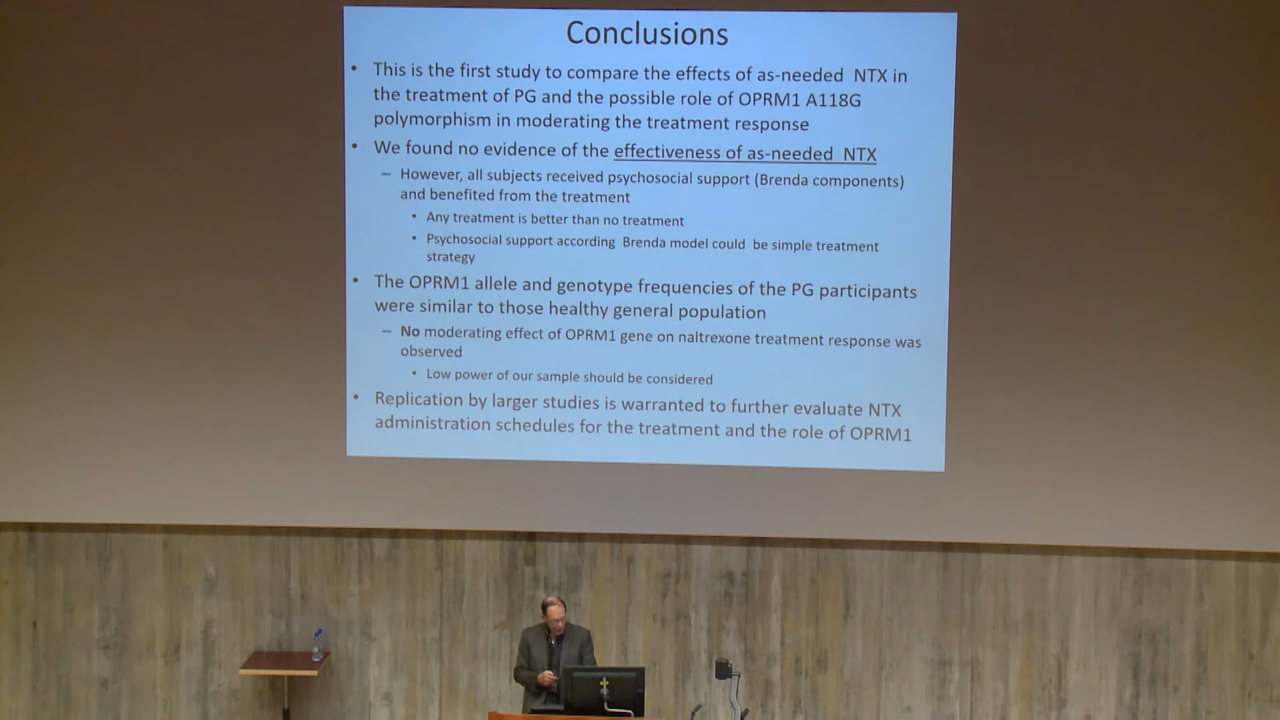 Conclusions
• This is the first study to compare the effects of as-needed NTX in
the treatment of PG and the possible role of OPRM1 A118G
polymorphism in moderating the treatment response
• We found no evidence of the effectiveness of as-needed NTX
– However, all subjects received psychosocial support (Brenda components)
and benefited from the treatment
• Any treatment is better than no treatment
• Psychosocial support according Brenda model could be simple treatment
strategy
• The OPRM1 allele and genotype frequencies of the PG participants
were similar to those healthy general population
– No moderating effect of OPRM1 gene on naltrexone treatment response was
observed
• Low power of our sample should be considered
• Replication by larger studies is warranted to further evaluate NTX
administration schedules for the treatment and the role of OPRM1